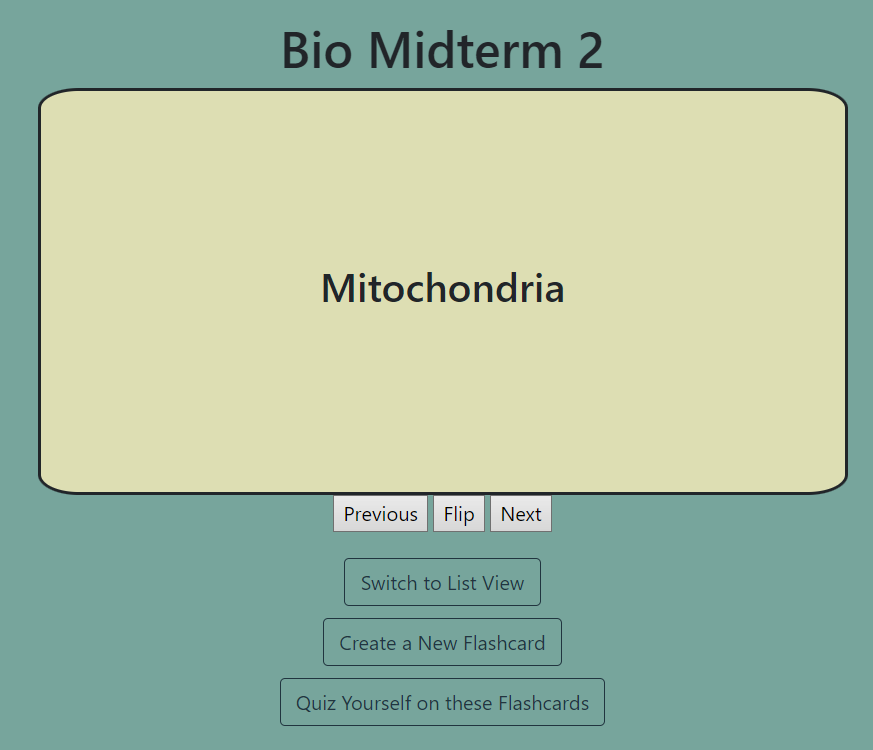 Bio Midterm 2
Mitochondria
Previous Flip Next
Switch to List View
Create a New Flashcard
Quiz Yourself on these Flashcards